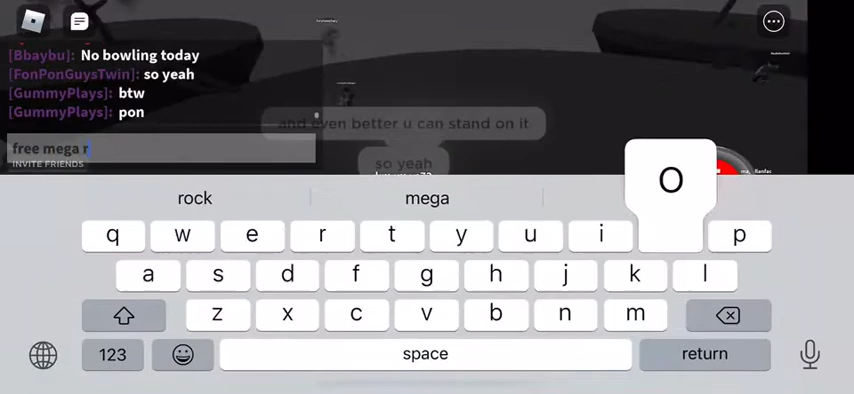 [Bbaybu]: No bowling today
[FonPonGuysTwin]: so yeah
[GummyPlays]: btw
[GummyPlays]: pon
and even better u can stand on it
so yeah
free mega r
INVITE FRIENDS
rock mega
O
q w e r t y u i p
a s d f g h j k l
z x c v b n m
123 space return